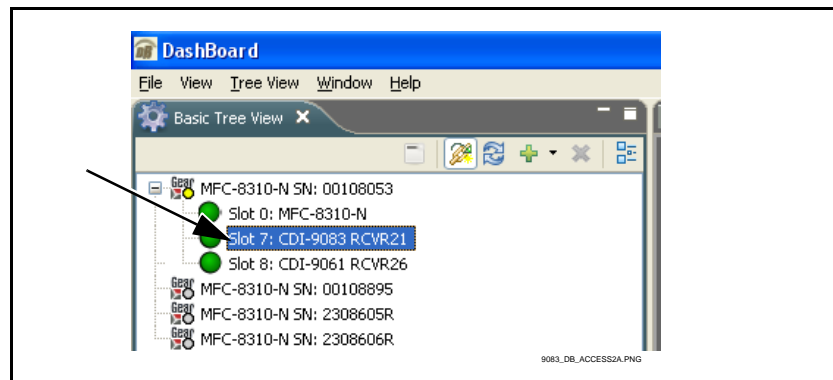 DashBoard
File View Tree View Window Help
Basic Tree View
MFC-8310-N SN: 00108053
Slot 0: MFC-8310-N
Slot 7: CDI-9083 RCVR21
Slot 8: CDI-9061 RCVR26
MFC-8310-N SN: 00108895
MFC-8310-N SN: 2308605R
MFC-8310-N SN: 2308606R
9083_DB_ACCESS2A.PNG